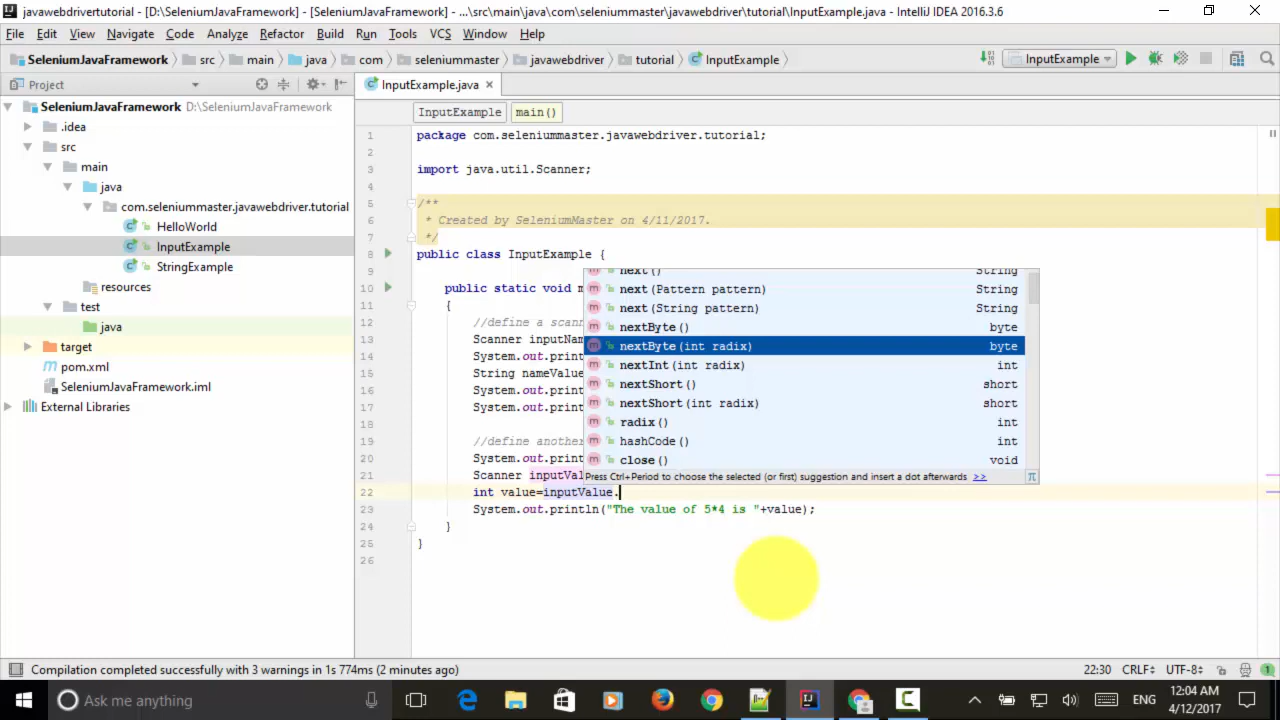 javawebdrivertutorial - [D:\SeleniumJavaFramework] - [SeleniumJavaFramework] - ...\src\main\java\com\seleniummaster\javawebdriver\tutorial\InputExample.java - IntelliJ IDEA 2016.3.6
File Edit View Navigate Code Analyze Refactor Build Run Tools VCS Window Help
SeleniumJavaFramework src main java com seleniummaster javawebdriver tutorial InputExample InputExample
Project
InputExample.java
SeleniumJavaFramework D:\SeleniumJavaFramework
.idea
src
main
java
com.seleniummaster.javawebdriver.tutorial
HelloWorld
InputExample
StringExample
resources
test
java
target
pom.xml
SeleniumJavaFramework.iml
External Libraries
InputExample main()
1 package com.seleniummaster.javawebdriver.tutorial;
2
3 import java.util.Scanner;
4
5 /**
6 * Created by SeleniumMaster on 4/11/2017.
7 */
8 public class InputExample {
9
10 public static void m
11 {
12 //define a scann
13 Scanner inputNam
14 System.out.print
15 String nameValue
16 System.out.print
17 System.out.print
18
19 //define another
20 System.out.print
21 Scanner inputVal
22 int value=inputValue.
23 System.out.println("The value of 5*4 is "+value);
24 }
25 }
26
next() String
next(Pattern pattern) String
next(String pattern) String
nextByte() byte
nextByte(int radix) byte
nextInt(int radix) int
nextShort() short
nextShort(int radix) short
radix() int
hashCode() int
close() void
Press Ctrl+Period to choose the selected (or first) suggestion and insert a dot afterwards >> π
Compilation completed successfully with 3 warnings in 1s 774ms (2 minutes ago) 22:30 CRLF UTF-8 1
Ask me anything ENG 12:04 AM
4/12/2017